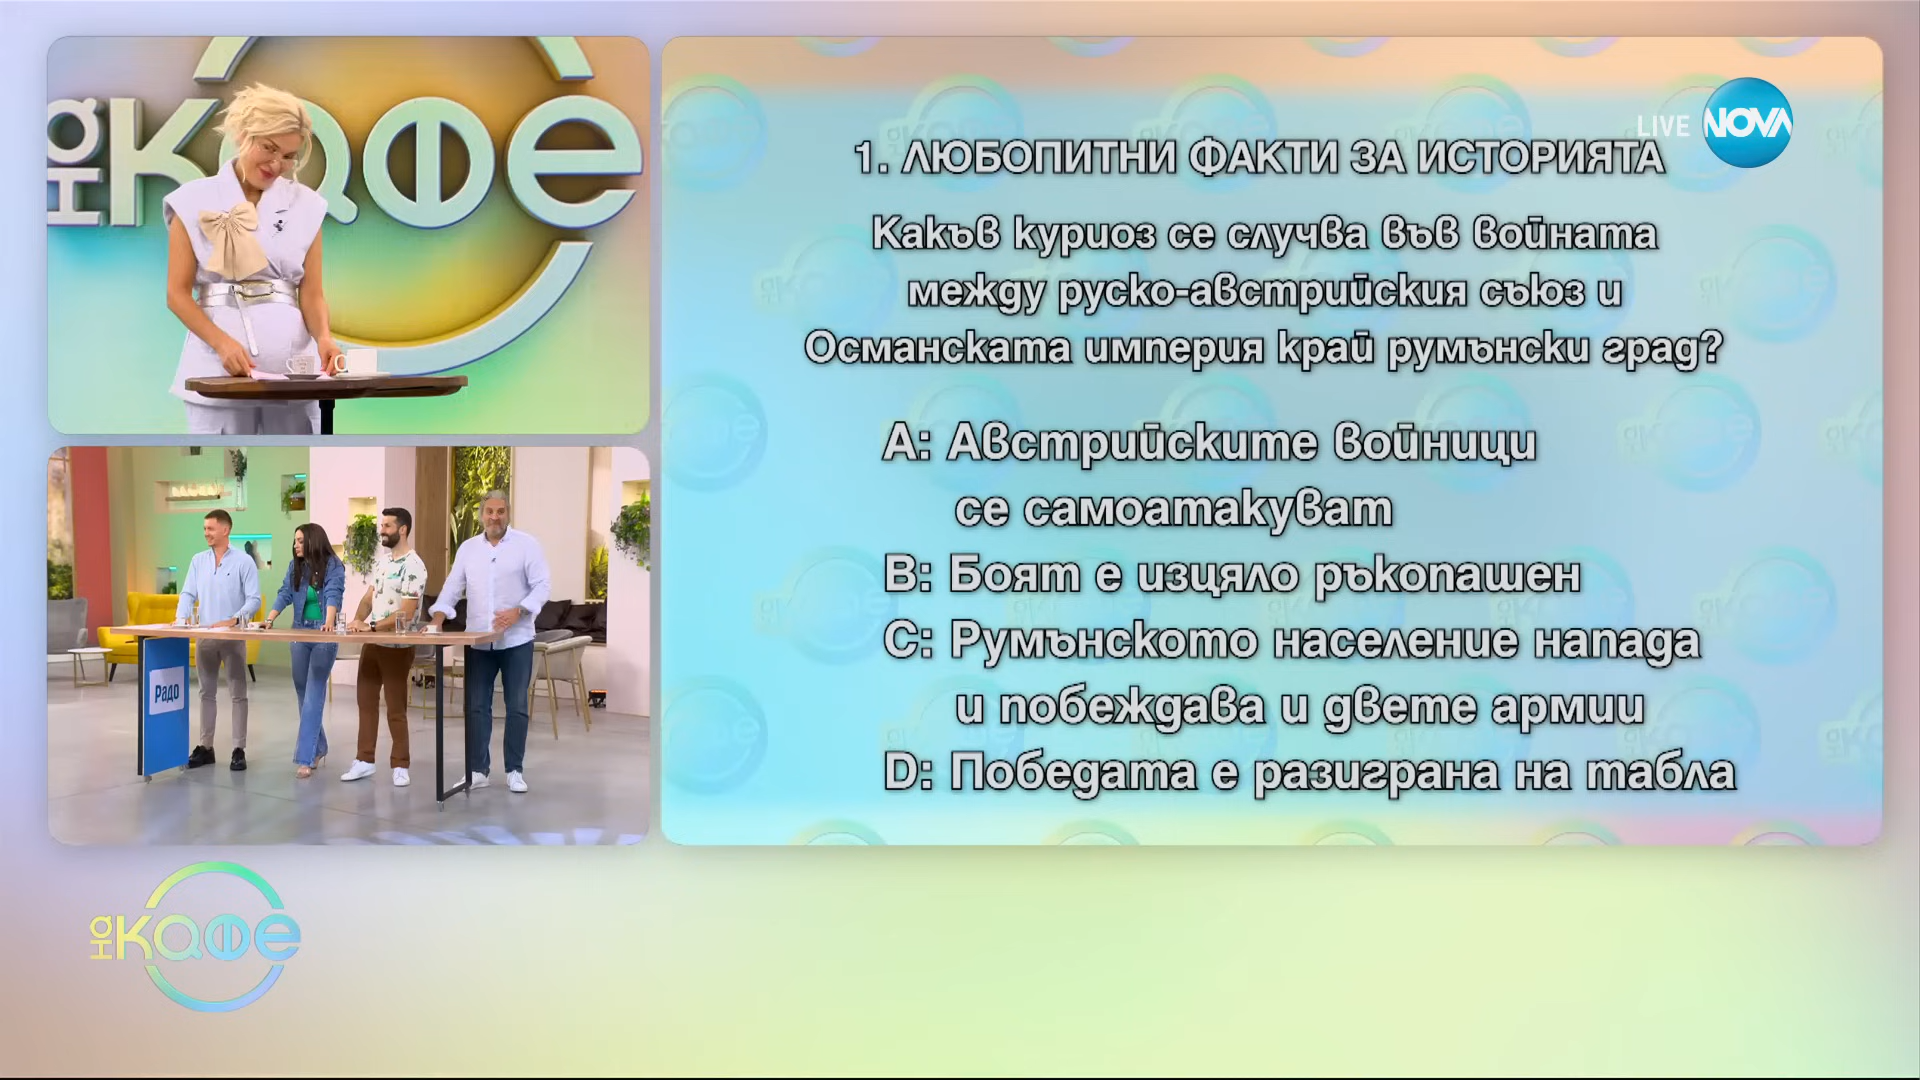 на кафе
LIVE NOVA
1. ЛЮБОПИТНИ ФАКТИ ЗА ИСТОРИЯТА
Какъв куриоз се случва във войната
между руско-австрийския съюз и
Османската империя край румънски град?
A: Австрийските войници
се самоатакуват
B: Боят е изцяло ръкопашен
C: Румънското население напада
и побеждава и двете армии
D: Победата е разиграна на табла
Радо
на кафе